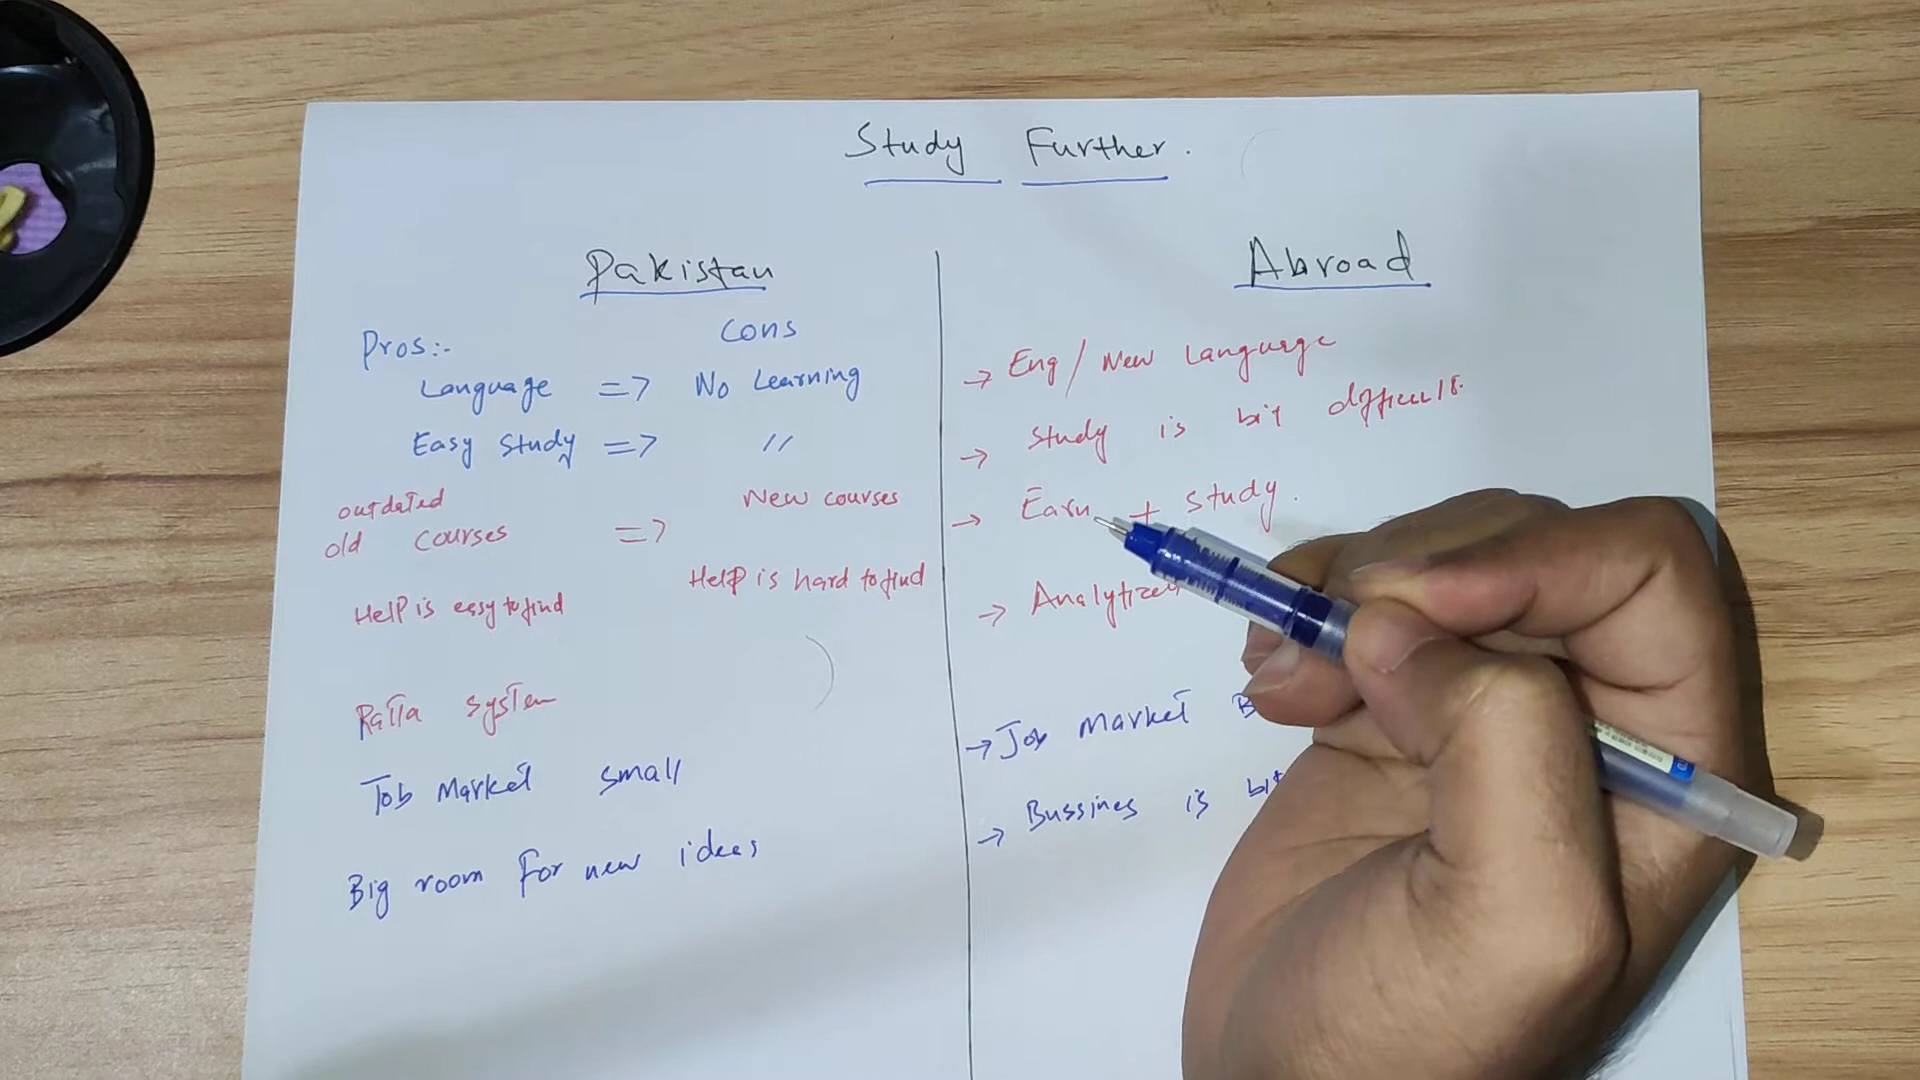 Study Further.
Pakistan
Pros:-
Cons
Language => No Learning
Easy Study => //
outdated
old courses => New courses
Help is easy to find
Help is hard to find
Ratta system
Job Market small
Big room for new ideas
Abroad
→ Eng / New Language
→ Study is bit difficult.
→ Earn + study.
→
→ Job Market
→ Bussines is bit